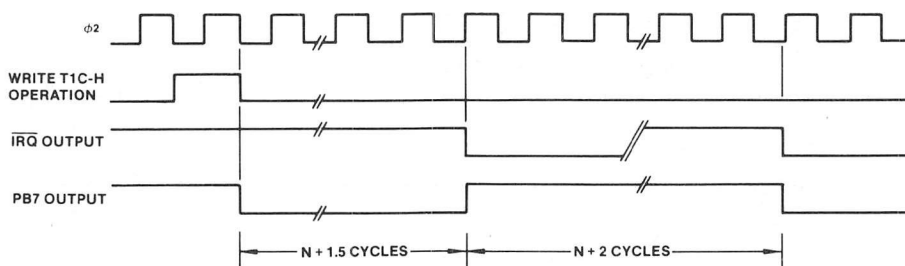 ϕ2
WRITE T1C-H
OPERATION
IRQ OUTPUT
PB7 OUTPUT
N + 1.5 CYCLES
N + 2 CYCLES